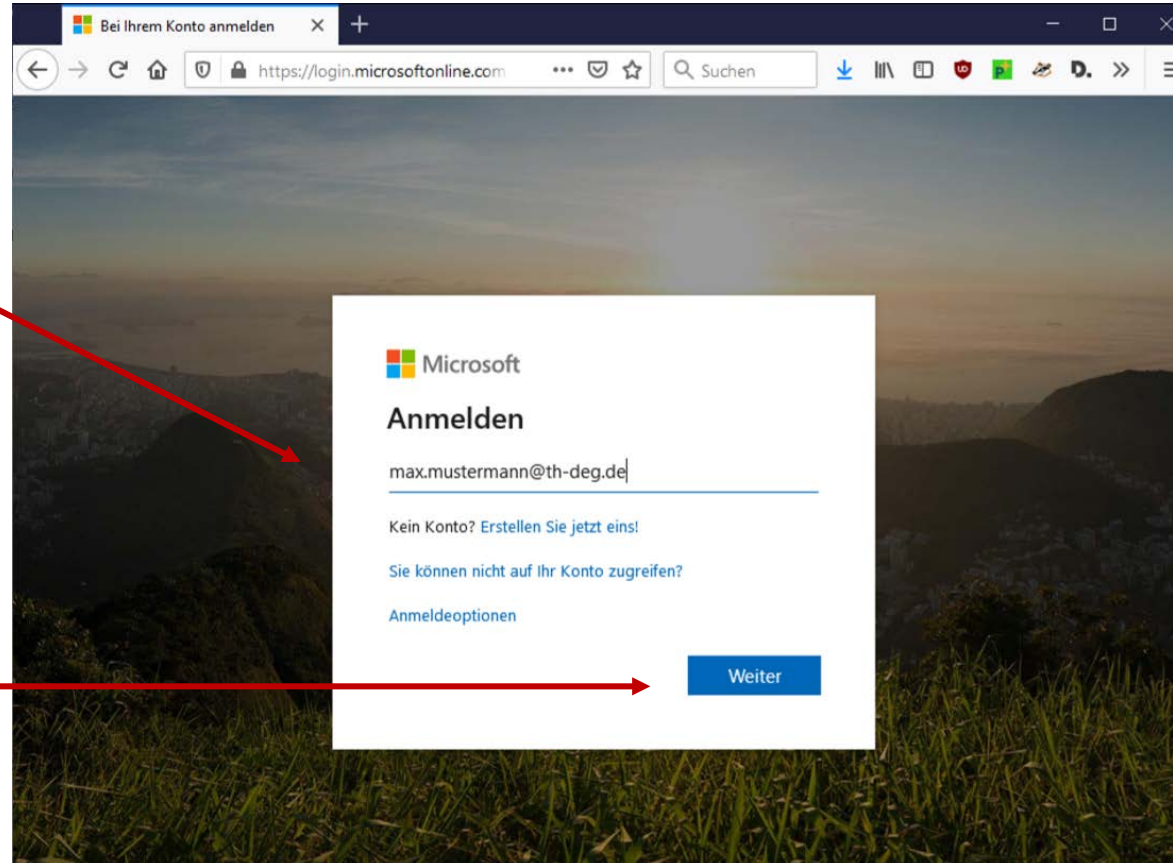 Bei Ihrem Konto anmelden
https://login.microsoftonline.com
Suchen
Microsoft
Anmelden
max.mustermann@th-deg.de
Kein Konto? Erstellen Sie jetzt eins!
Sie können nicht auf Ihr Konto zugreifen?
Anmeldeoptionen
Weiter